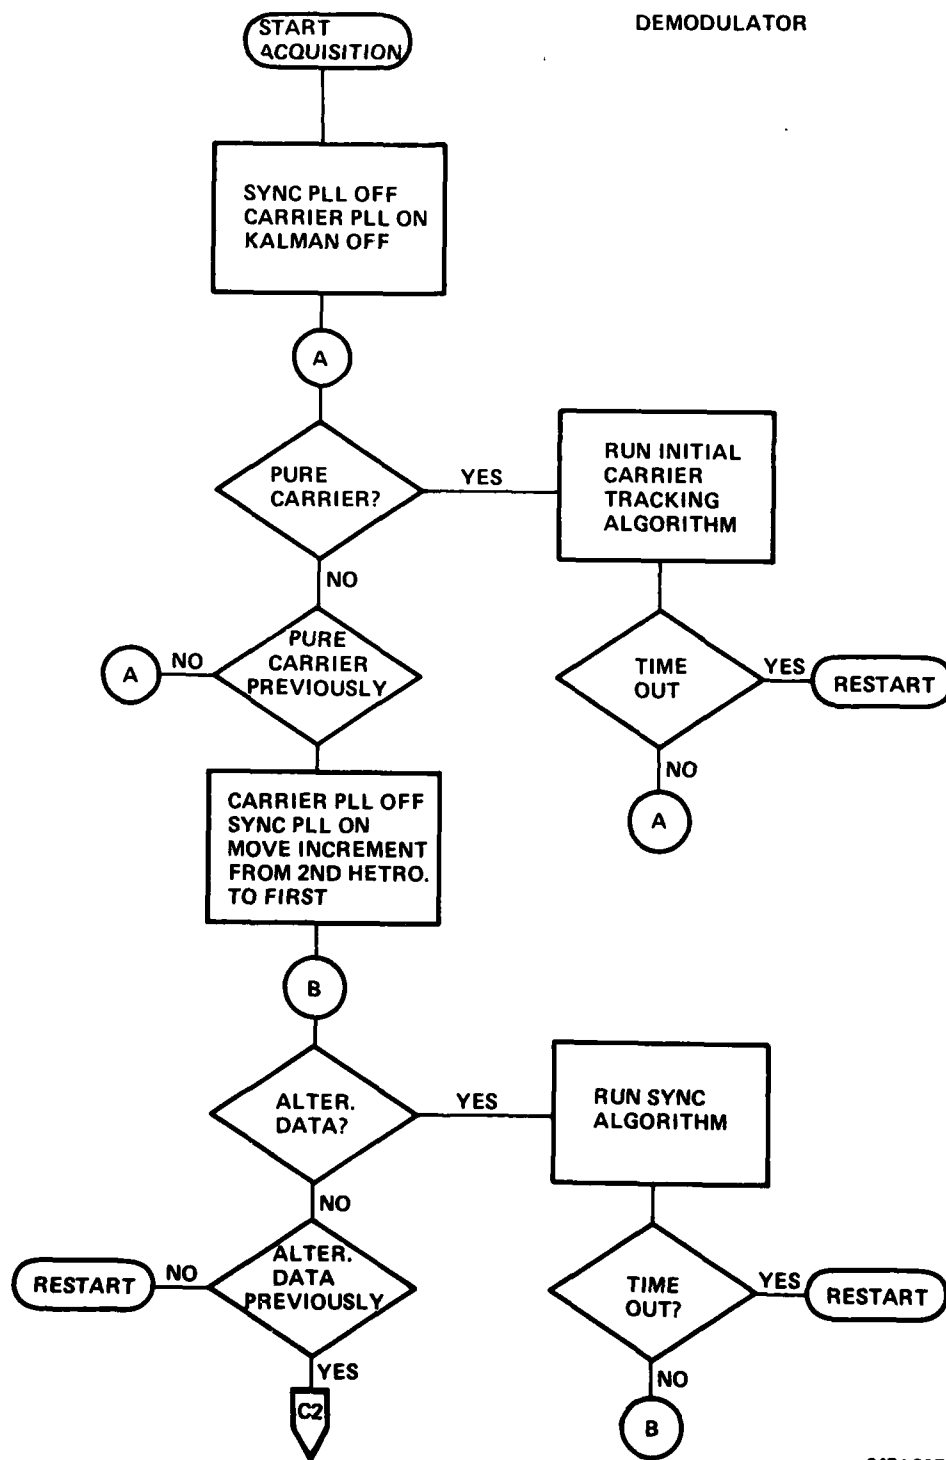 DEMODULATOR
START
ACQUISITION
SYNC PLL OFF
CARRIER PLL ON
KALMAN OFF
A
PURE
CARRIER?
YES
RUN INITIAL
CARRIER
TRACKING
ALGORITHM
NO
PURE
CARRIER
PREVIOUSLY
NO
A
TIME
OUT
YES
RESTART
NO
A
CARRIER PLL OFF
SYNC PLL ON
MOVE INCREMENT
FROM 2ND HETRO.
TO FIRST
B
ALTER.
DATA?
YES
RUN SYNC
ALGORITHM
NO
ALTER.
DATA
PREVIOUSLY
NO
RESTART
TIME
OUT?
YES
RESTART
YES
C2
NO
B